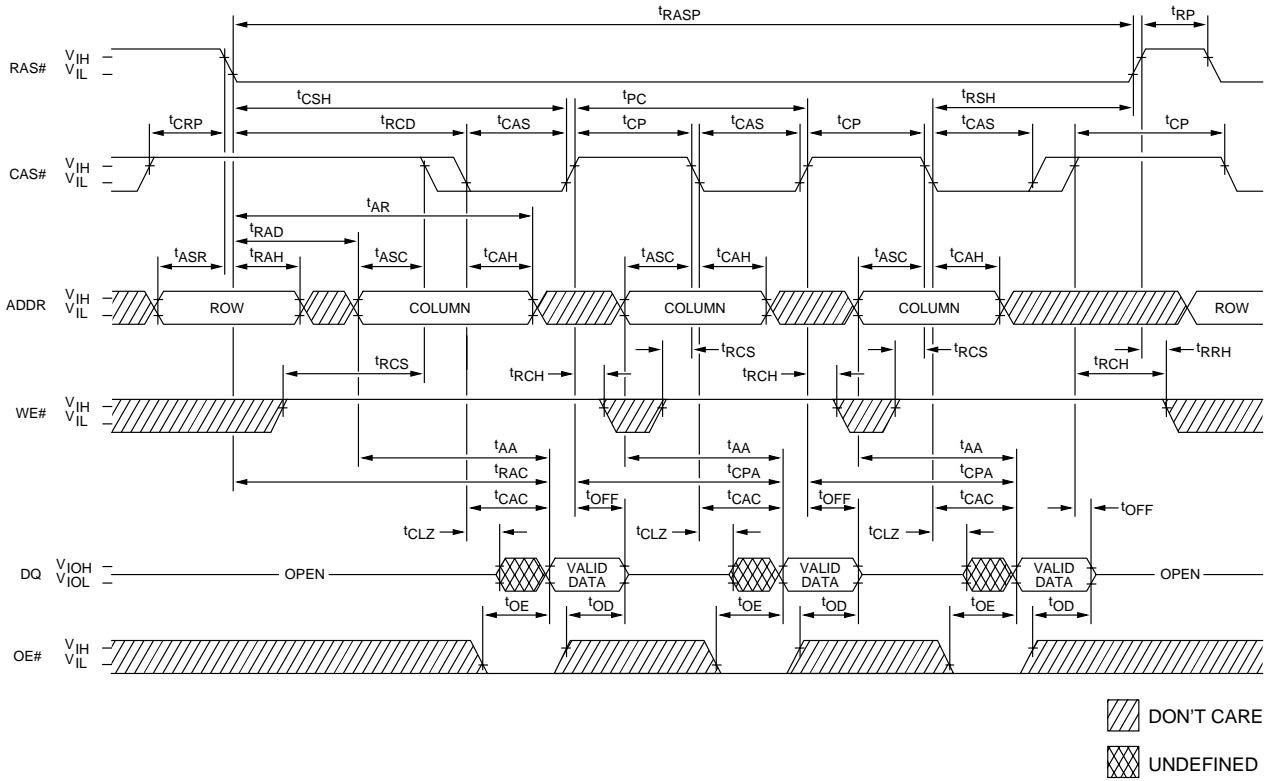 tRASP tRP
RAS# VIH
VIL
tCSH tPC tRSH
tCRP tRCD tCAS tCP tCAS tCP tCAS tCP
CAS# VIH
VIL
tAR
tRAD
tASR tRAH tASC tCAH tASC tCAH tASC tCAH
ADDR VIH
VIL
ROW COLUMN COLUMN COLUMN ROW
tRCS tRCS tRCS tRRH
tRCH tRCH tRCH
WE# VIH
VIL
tAA tAA tAA
tRAC tCPA tCPA
tCAC tOFF tCAC tOFF tCAC tOFF
tCLZ tCLZ tCLZ
DQ VIOH
VIOL
OPEN VALID DATA VALID DATA VALID DATA OPEN
tOE tOD tOE tOD tOE tOD
OE# VIH
VIL
DON'T CARE
UNDEFINED